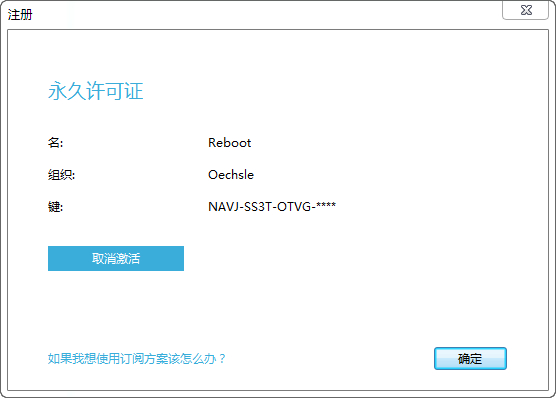 注册
永久许可证
名: Reboot
组织: Oechsle
键: NAVJ-SS3T-OTVG-****
取消激活
如果我想使用订阅方案该怎么办？
确定